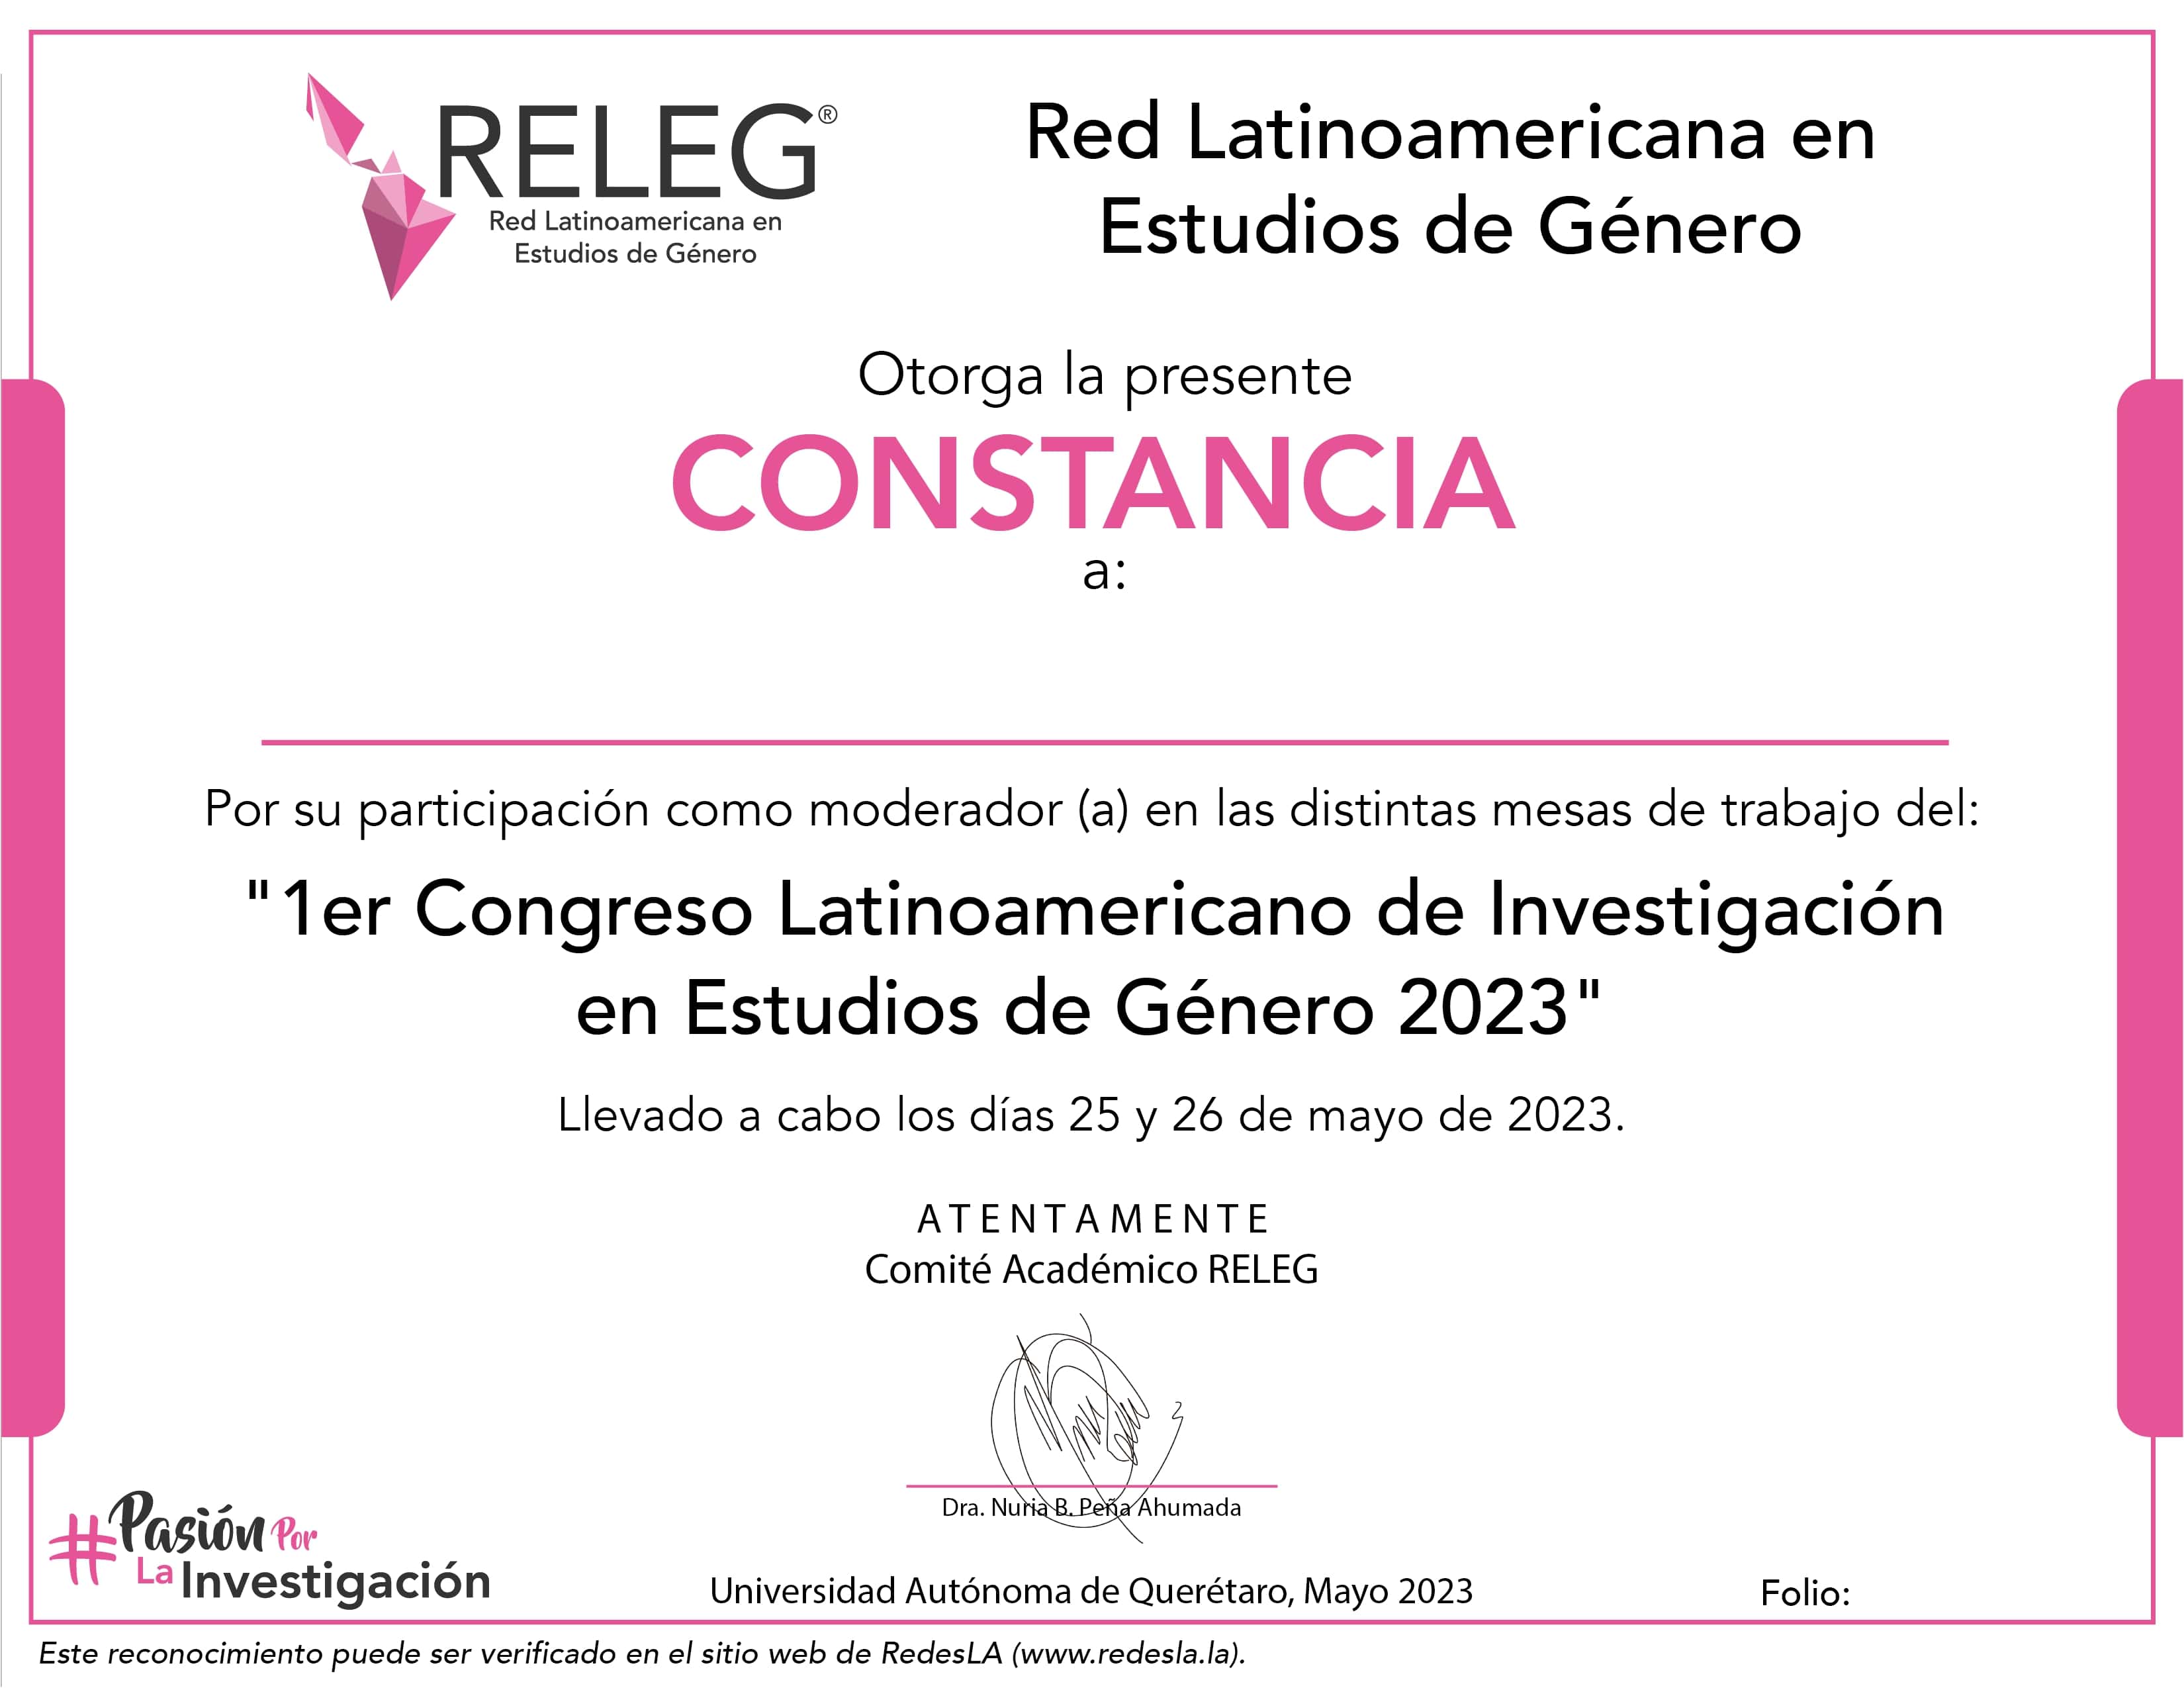 RELEG®
Red Latinoamericana en
Estudios de Género
Red Latinoamericana en
Estudios de Género
Otorga la presente
CONSTANCIA
a:
Por su participación como moderador (a) en las distintas mesas de trabajo del:
"1er Congreso Latinoamericano de Investigación
en Estudios de Género 2023"
Llevado a cabo los días 25 y 26 de mayo de 2023.
ATENTAMENTE
Comité Académico RELEG
Dra. Nuria B. Peña Ahumada
#Pasión Por
La Investigación
Universidad Autónoma de Querétaro, Mayo 2023
Folio:
Este reconocimiento puede ser verificado en el sitio web de RedesLA (www.redesla.la).